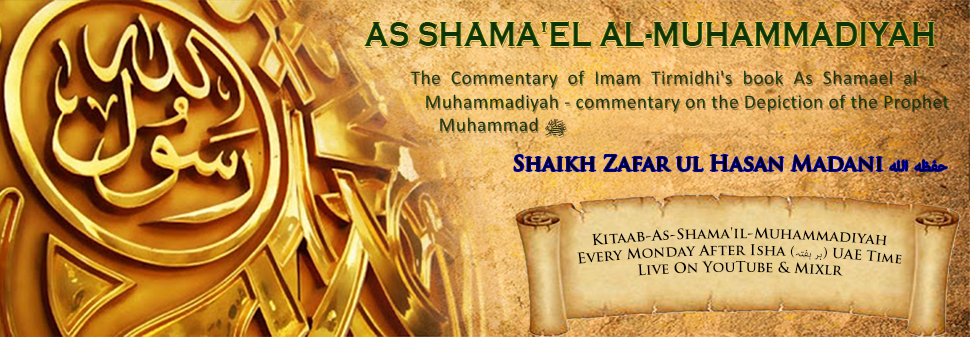 الله
رسول
AS SHAMA'EL AL-MUHAMMADIYAH
The Commentary of Imam Tirmidhi's book As Shamael al-
Muhammadiyah - commentary on the Depiction of the Prophet
Muhammad ﷺ
SHAIKH ZAFAR UL HASAN MADANI حفظه الله
KITAAB-AS-SHAMA'IL-MUHAMMADIYAH
EVERY MONDAY AFTER ISHA (ہر ہفتہ) UAE TIME
LIVE ON YOUTUBE & MIXLR